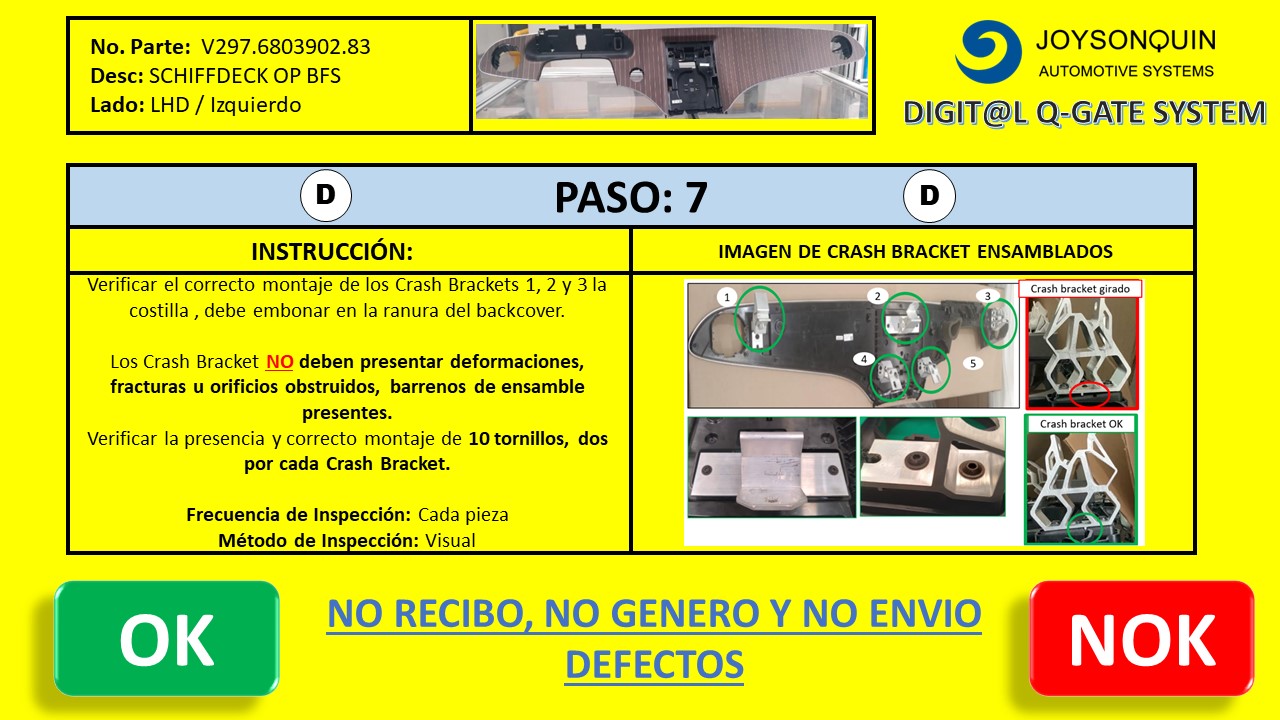 No. Parte: V297.6803902.83
Desc: SCHIFFDECK OP BFS
Lado: LHD / Izquierdo
JOYSONQUIN
AUTOMOTIVE SYSTEMS
DIGIT@L Q-GATE SYSTEM
D
PASO: 7
D
INSTRUCCIÓN:
IMAGEN DE CRASH BRACKET ENSAMBLADOS
Verificar el correcto montaje de los Crash Brackets 1, 2 y 3 la
costilla , debe embonar en la ranura del backcover.
Los Crash Bracket NO deben presentar deformaciones,
fracturas u orificios obstruidos, barrenos de ensamble
presentes.
Verificar la presencia y correcto montaje de 10 tornillos, dos
por cada Crash Bracket.
Frecuencia de Inspección: Cada pieza
Método de Inspección: Visual
1
2
3
4
5
Crash bracket girado
Crash bracket OK
OK
NO RECIBO, NO GENERO Y NO ENVIO
DEFECTOS
NOK